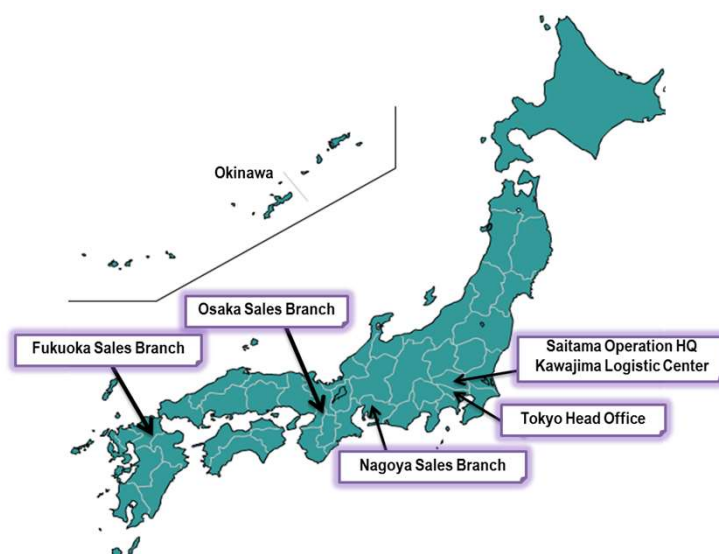 Okinawa
Osaka Sales Branch
Fukuoka Sales Branch
Saitama Operation HQ
Kawajima Logistic Center
Tokyo Head Office
Nagoya Sales Branch